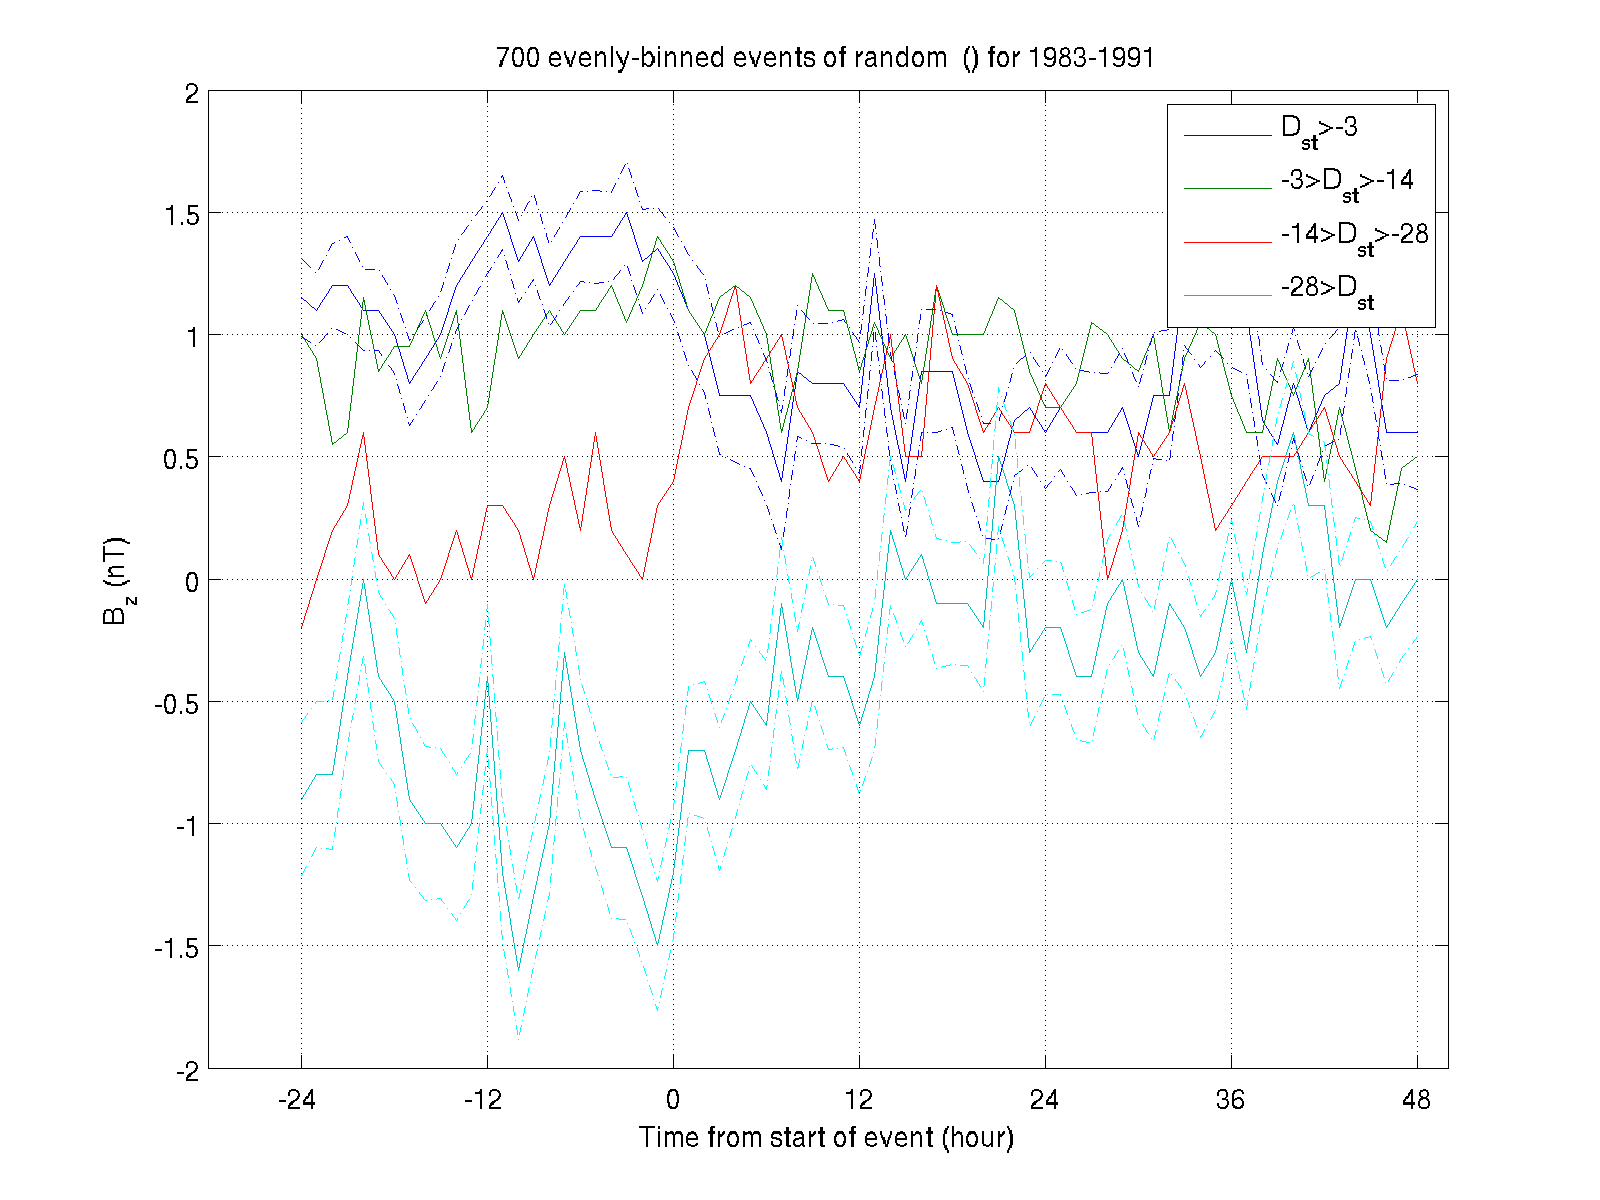 700 evenly-binned events of random () for 1983-1991
2
1.5
1
0.5
0
-0.5
-1
-1.5
-2
B_z (nT)
D_st>-3
-3>D_st>-14
-14>D_st>-28
-28>D_st
-24 -12 0 12 24 36 48
Time from start of event (hour)